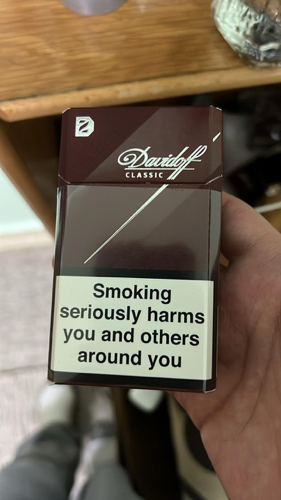 D
Davidoff
CLASSIC
Smoking
seriously harms
you and others
around you